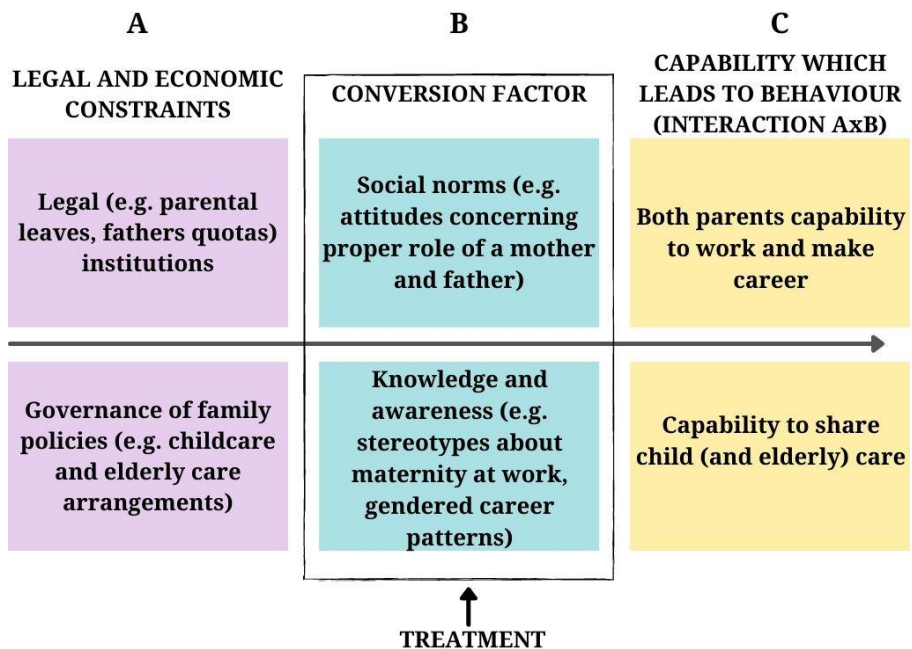 A
B
C
LEGAL AND ECONOMIC
CONSTRAINTS
CONVERSION FACTOR
CAPABILITY WHICH
LEADS TO BEHAVIOUR
(INTERACTION AxB)
Legal (e.g. parental
leaves, fathers quotas)
institutions
Social norms (e.g.
attitudes concerning
proper role of a mother
and father)
Both parents capability
to work and make
career
Governance of family
policies (e.g. childcare
and elderly care
arrangements)
Knowledge and
awareness (e.g.
stereotypes about
maternity at work,
gendered career
patterns)
Capability to share
child (and elderly) care
TREATMENT